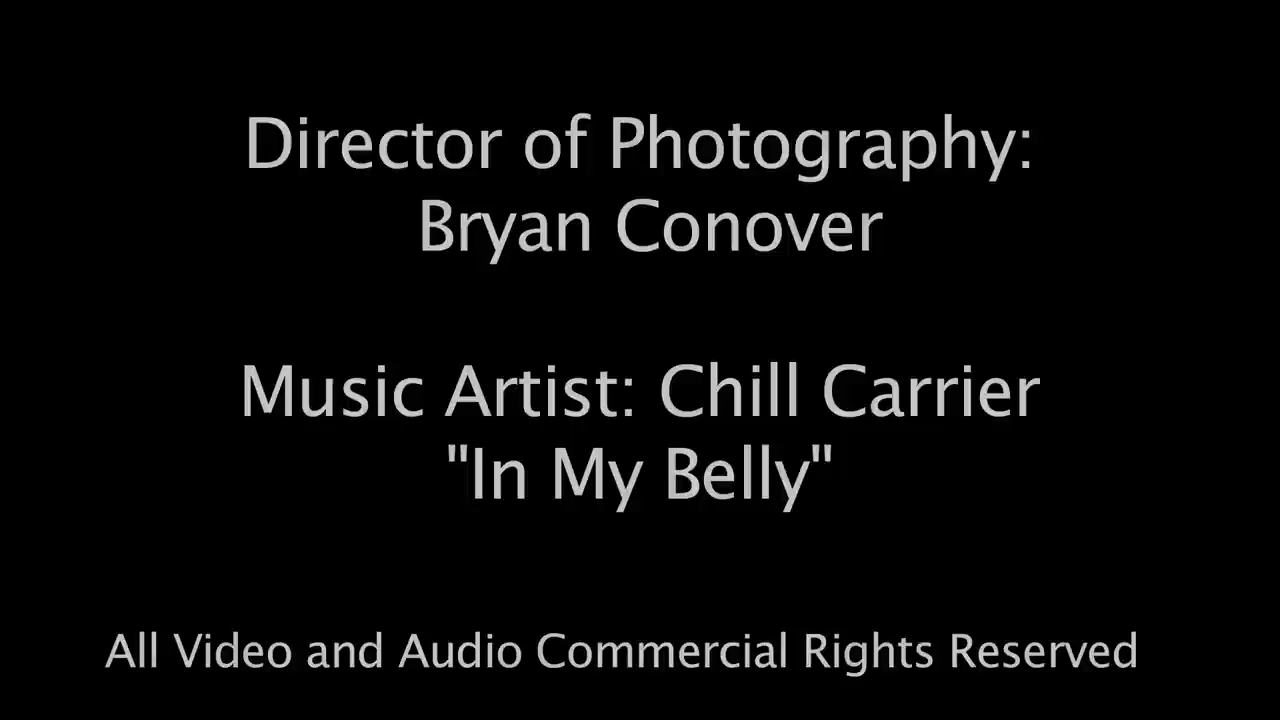 Director of Photography:
Bryan Conover
Music Artist: Chill Carrier
"In My Belly"
All Video and Audio Commercial Rights Reserved